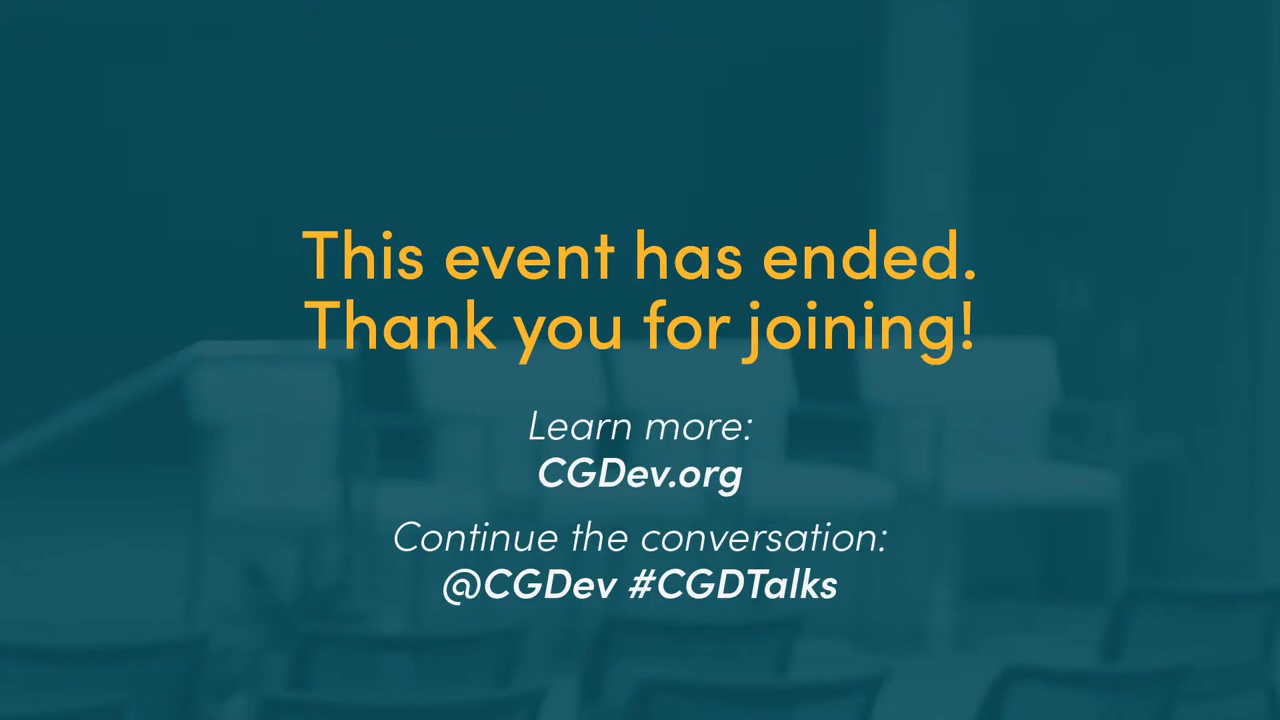 This event has ended.
Thank you for joining!
Learn more:
CGDev.org
Continue the conversation:
@CGDev #CGDTalks